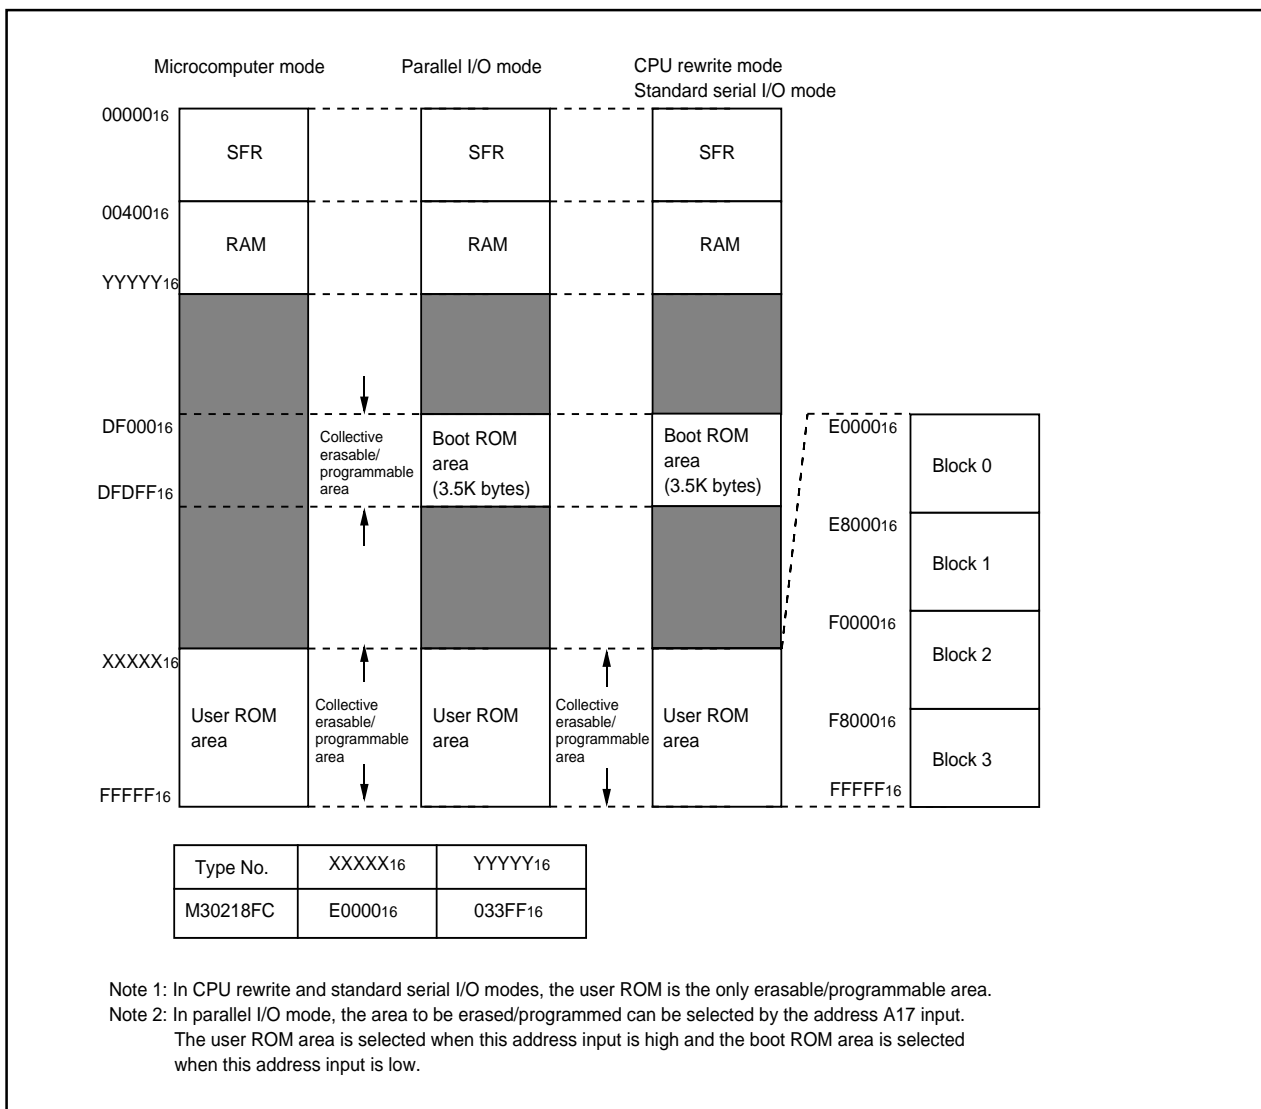 Microcomputer mode
Parallel I/O mode
CPU rewrite mode
Standard serial I/O mode
0000016
SFR
SFR
SFR
0040016
RAM
RAM
RAM
YYYYY16
DF00016
Collective
erasable/
programmable
area
Boot ROM
area
(3.5K bytes)
Boot ROM
area
(3.5K bytes)
DFDFF16
E000016
Block 0
E800016
Block 1
F000016
Block 2
F800016
Block 3
FFFFF16
XXXXX16
User ROM
area
Collective
erasable/
programmable
area
User ROM
area
Collective
erasable/
programmable
area
User ROM
area
FFFFF16
Type No.
XXXXX16
YYYYY16
M30218FC
E000016
033FF16
Note 1: In CPU rewrite and standard serial I/O modes, the user ROM is the only erasable/programmable area.
Note 2: In parallel I/O mode, the area to be erased/programmed can be selected by the address A17 input.
The user ROM area is selected when this address input is high and the boot ROM area is selected
when this address input is low.